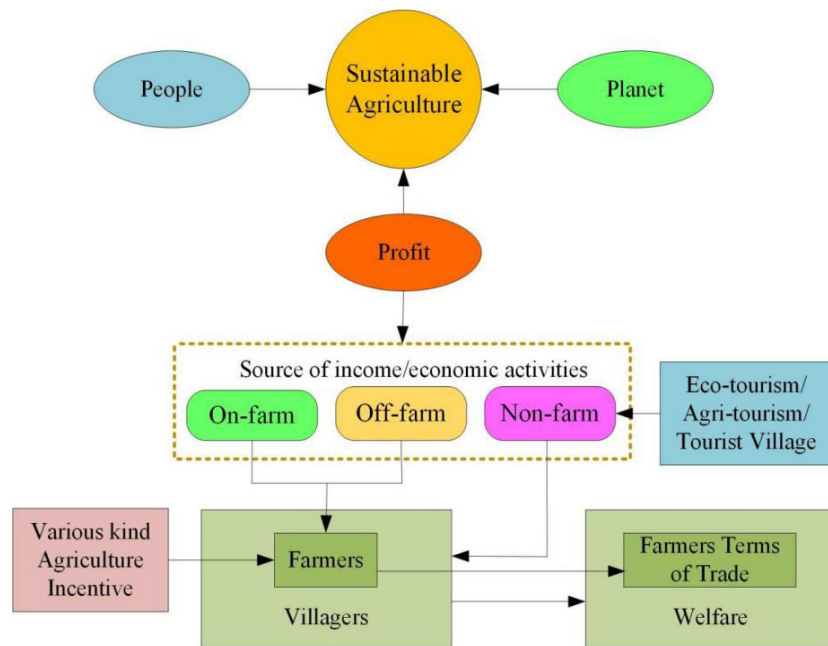 People
Sustainable
Agriculture
Planet
Profit
Source of income/economic activities
On-farm
Off-farm
Non-farm
Eco-tourism/
Agri-tourism/
Tourist Village
Various kind
Agriculture
Incentive
Farmers
Villagers
Farmers Terms
of Trade
Welfare